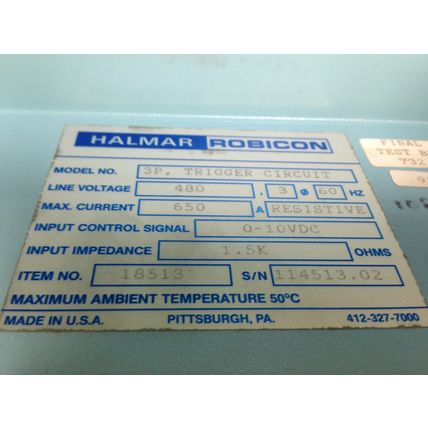 HALMAR ROBICON
MODEL NO. 3P, TRIGGER CIRCUIT
LINE VOLTAGE 480 , 3 Ø 60 HZ
MAX. CURRENT 650 A RESISTIVE
INPUT CONTROL SIGNAL 0-10VDC
INPUT IMPEDANCE 1.5K OHMS
ITEM NO. 18513 S/N 114513.02
MAXIMUM AMBIENT TEMPERATURE 50°C
MADE IN U.S.A. PITTSBURGH, PA. 412-327-7000
FINAL
TEST B
732
9